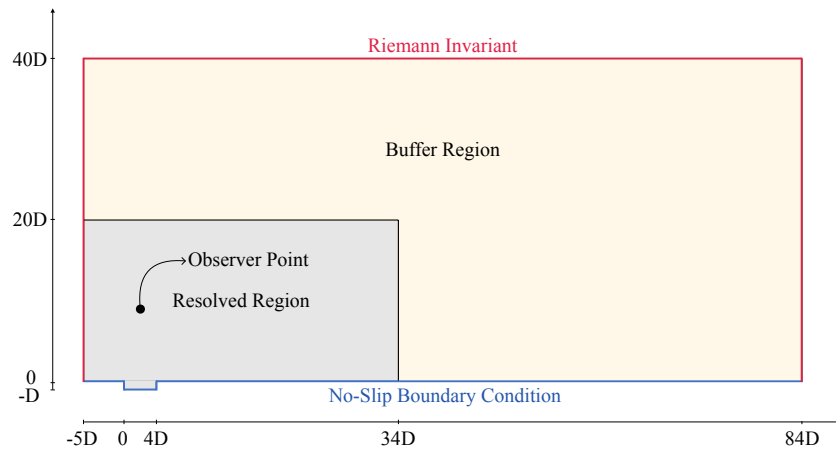 Riemann Invariant
40D
Buffer Region
20D
Observer Point
Resolved Region
0
-D
No-Slip Boundary Condition
-5D 0 4D 34D 84D